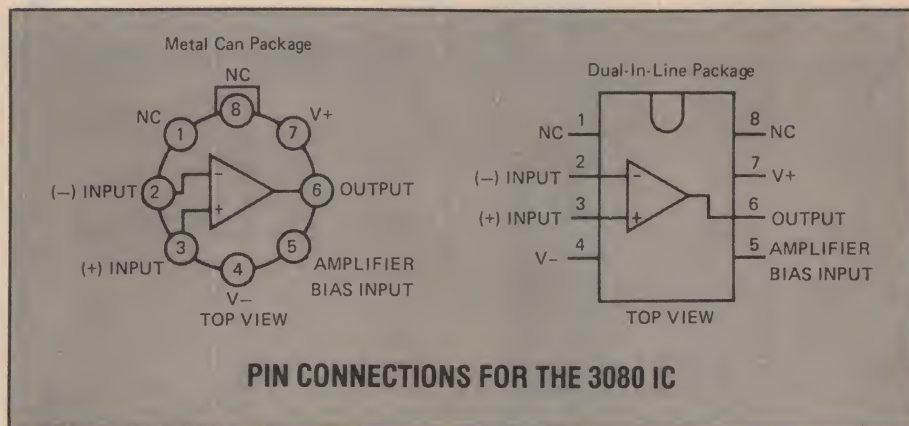 Metal Can Package
NC
NC
1
8
7
V+
(−) INPUT
2
−
6
OUTPUT
+
(+) INPUT
3
4
5
AMPLIFIER
BIAS INPUT
V−
TOP VIEW
Dual-In-Line Package
NC 1
8 NC
(−) INPUT 2
−
7 V+
(+) INPUT 3
+
6 OUTPUT
V− 4
5 AMPLIFIER
BIAS INPUT
TOP VIEW
PIN CONNECTIONS FOR THE 3080 IC